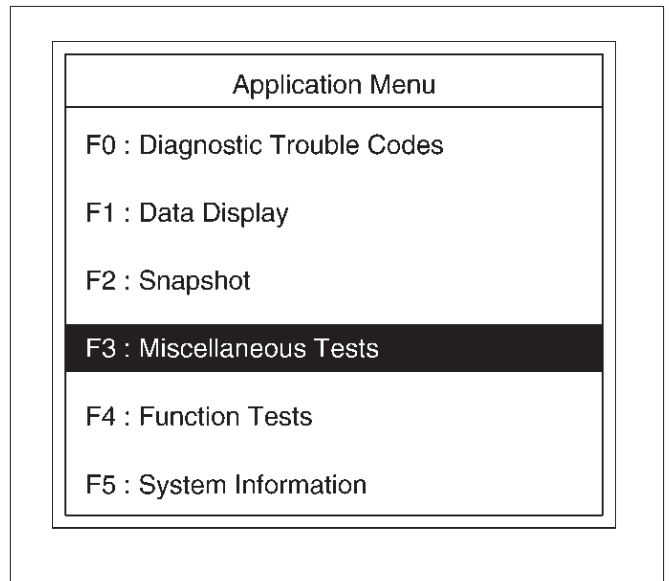 Application Menu
F0 : Diagnostic Trouble Codes
F1 : Data Display
F2 : Snapshot
F3 : Miscellaneous Tests
F4 : Function Tests
F5 : System Information